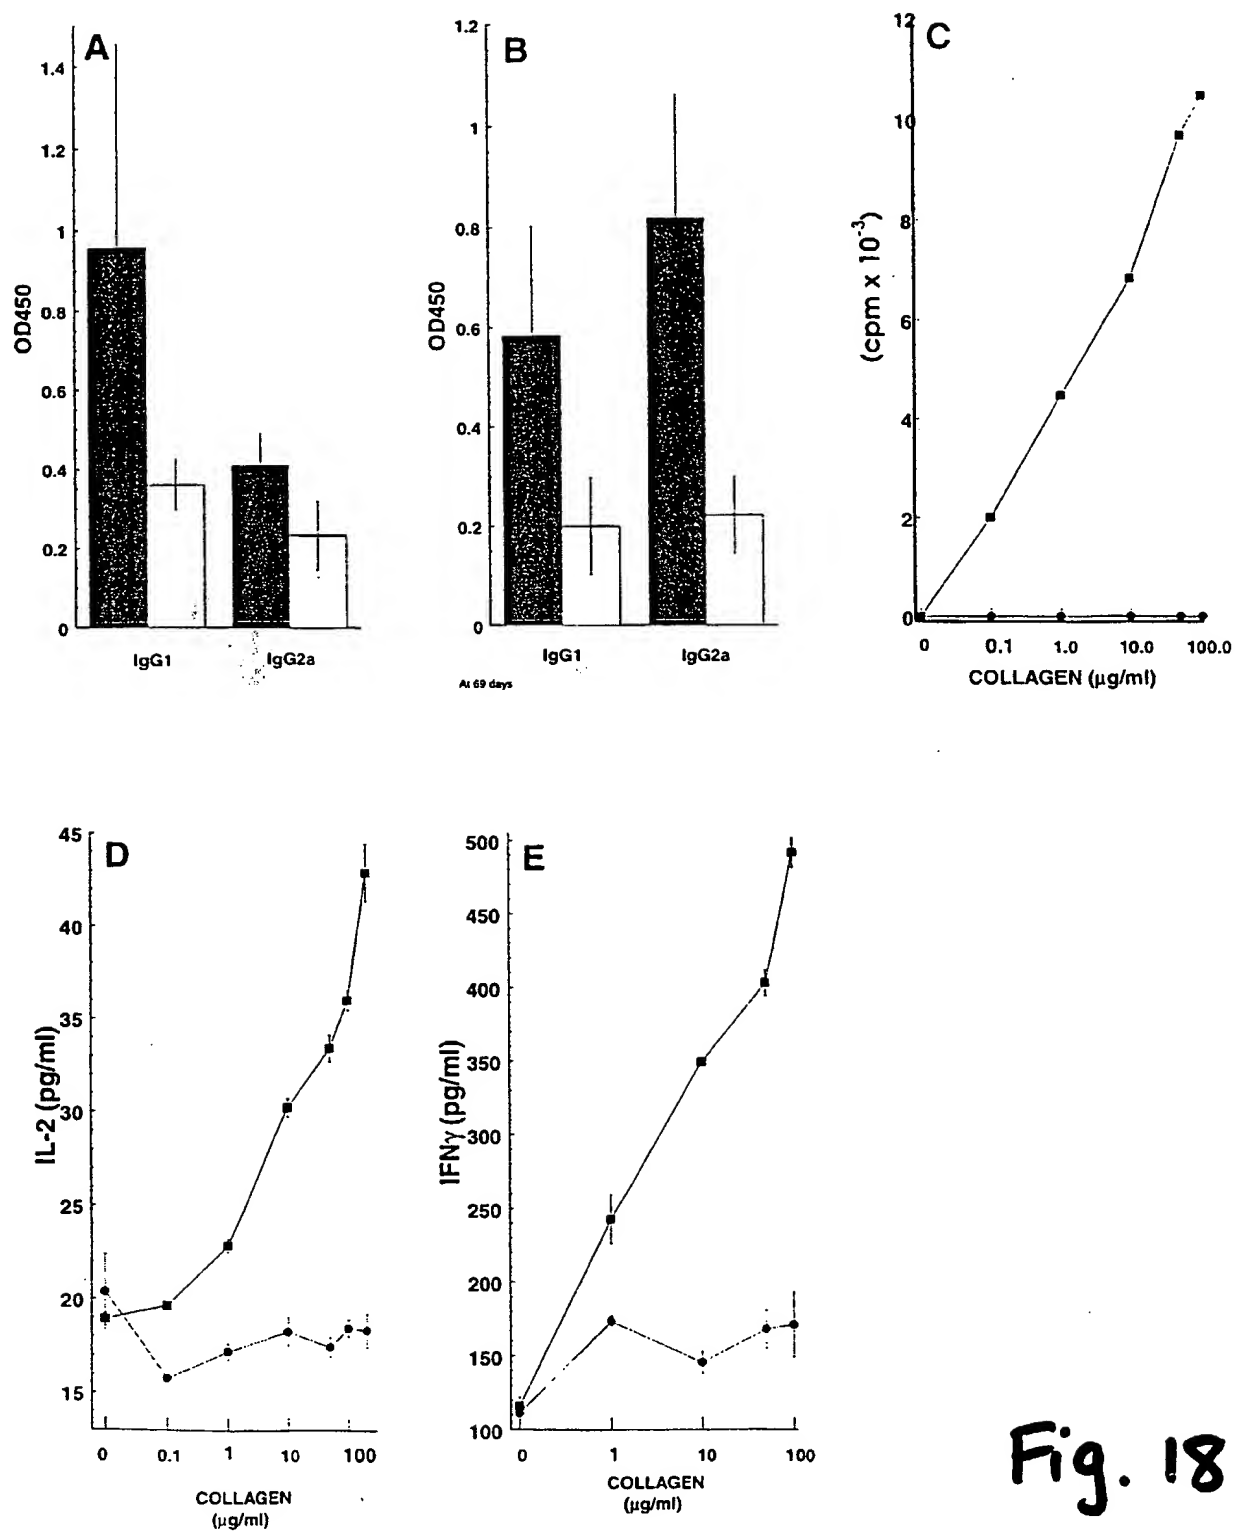 A
OD450
1.4
1.2
1
0.8
0.6
0.4
0.2
0
IgG1 IgG2a
B
OD450
1.2
1
0.8
0.6
0.4
0.2
0
IgG1 IgG2a
At 69 days
C
(cpm x 10⁻³)
12
10
8
6
4
2
0
0 0.1 1.0 10.0 100.0
COLLAGEN (μg/ml)
D
IL-2 (pg/ml)
45
40
35
30
25
20
15
0 0.1 1 10 100
COLLAGEN
(μg/ml)
E
IFNγ (pg/ml)
500
450
400
350
300
250
200
150
100
0 1 10 100
COLLAGEN
(μg/ml)
Fig. 18